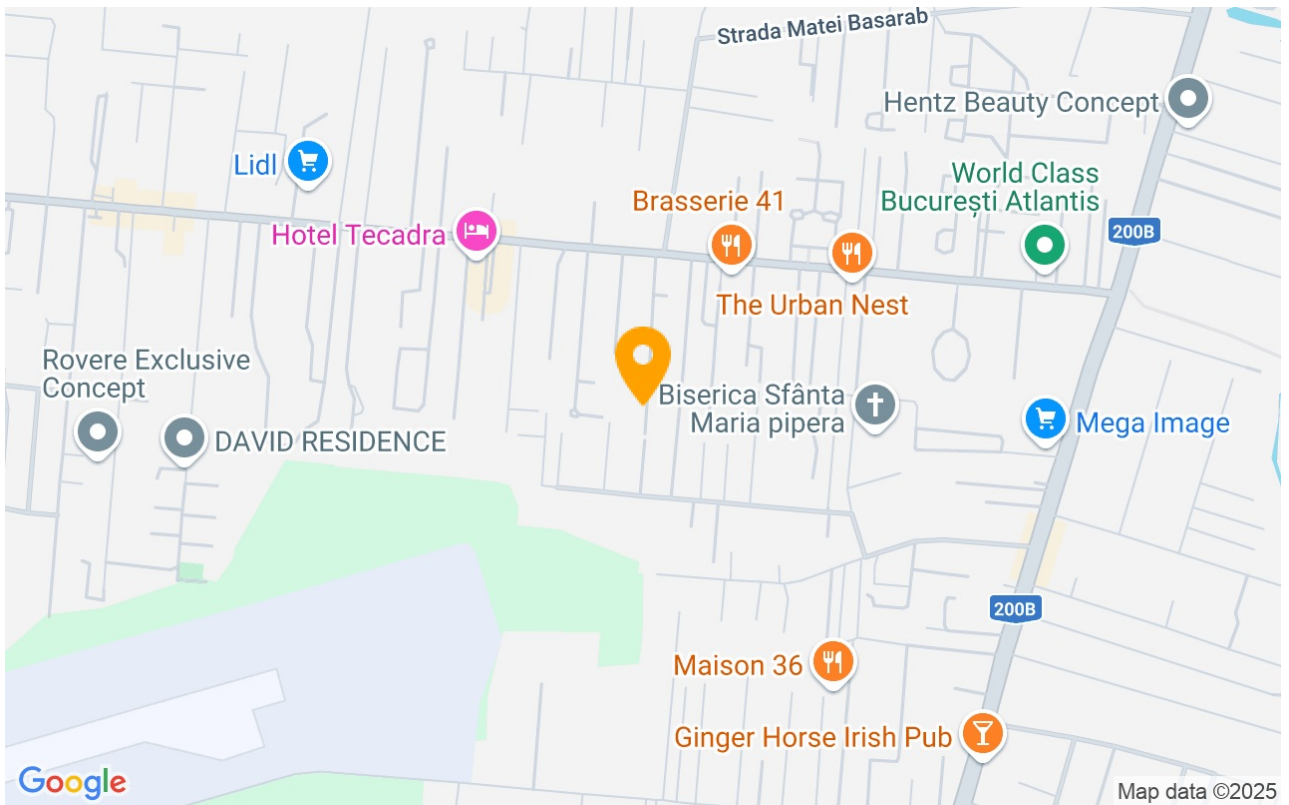 Strada Matei Basarab
Hentz Beauty Concept
Lidl
World Class
București Atlantis
Brasserie 41
200B
Hotel Tecadra
The Urban Nest
Rovere Exclusive
Concept
Biserica Sfânta
Maria pipera
Mega Image
DAVID RESIDENCE
200B
Maison 36
Ginger Horse Irish Pub
Google
Map data ©2025